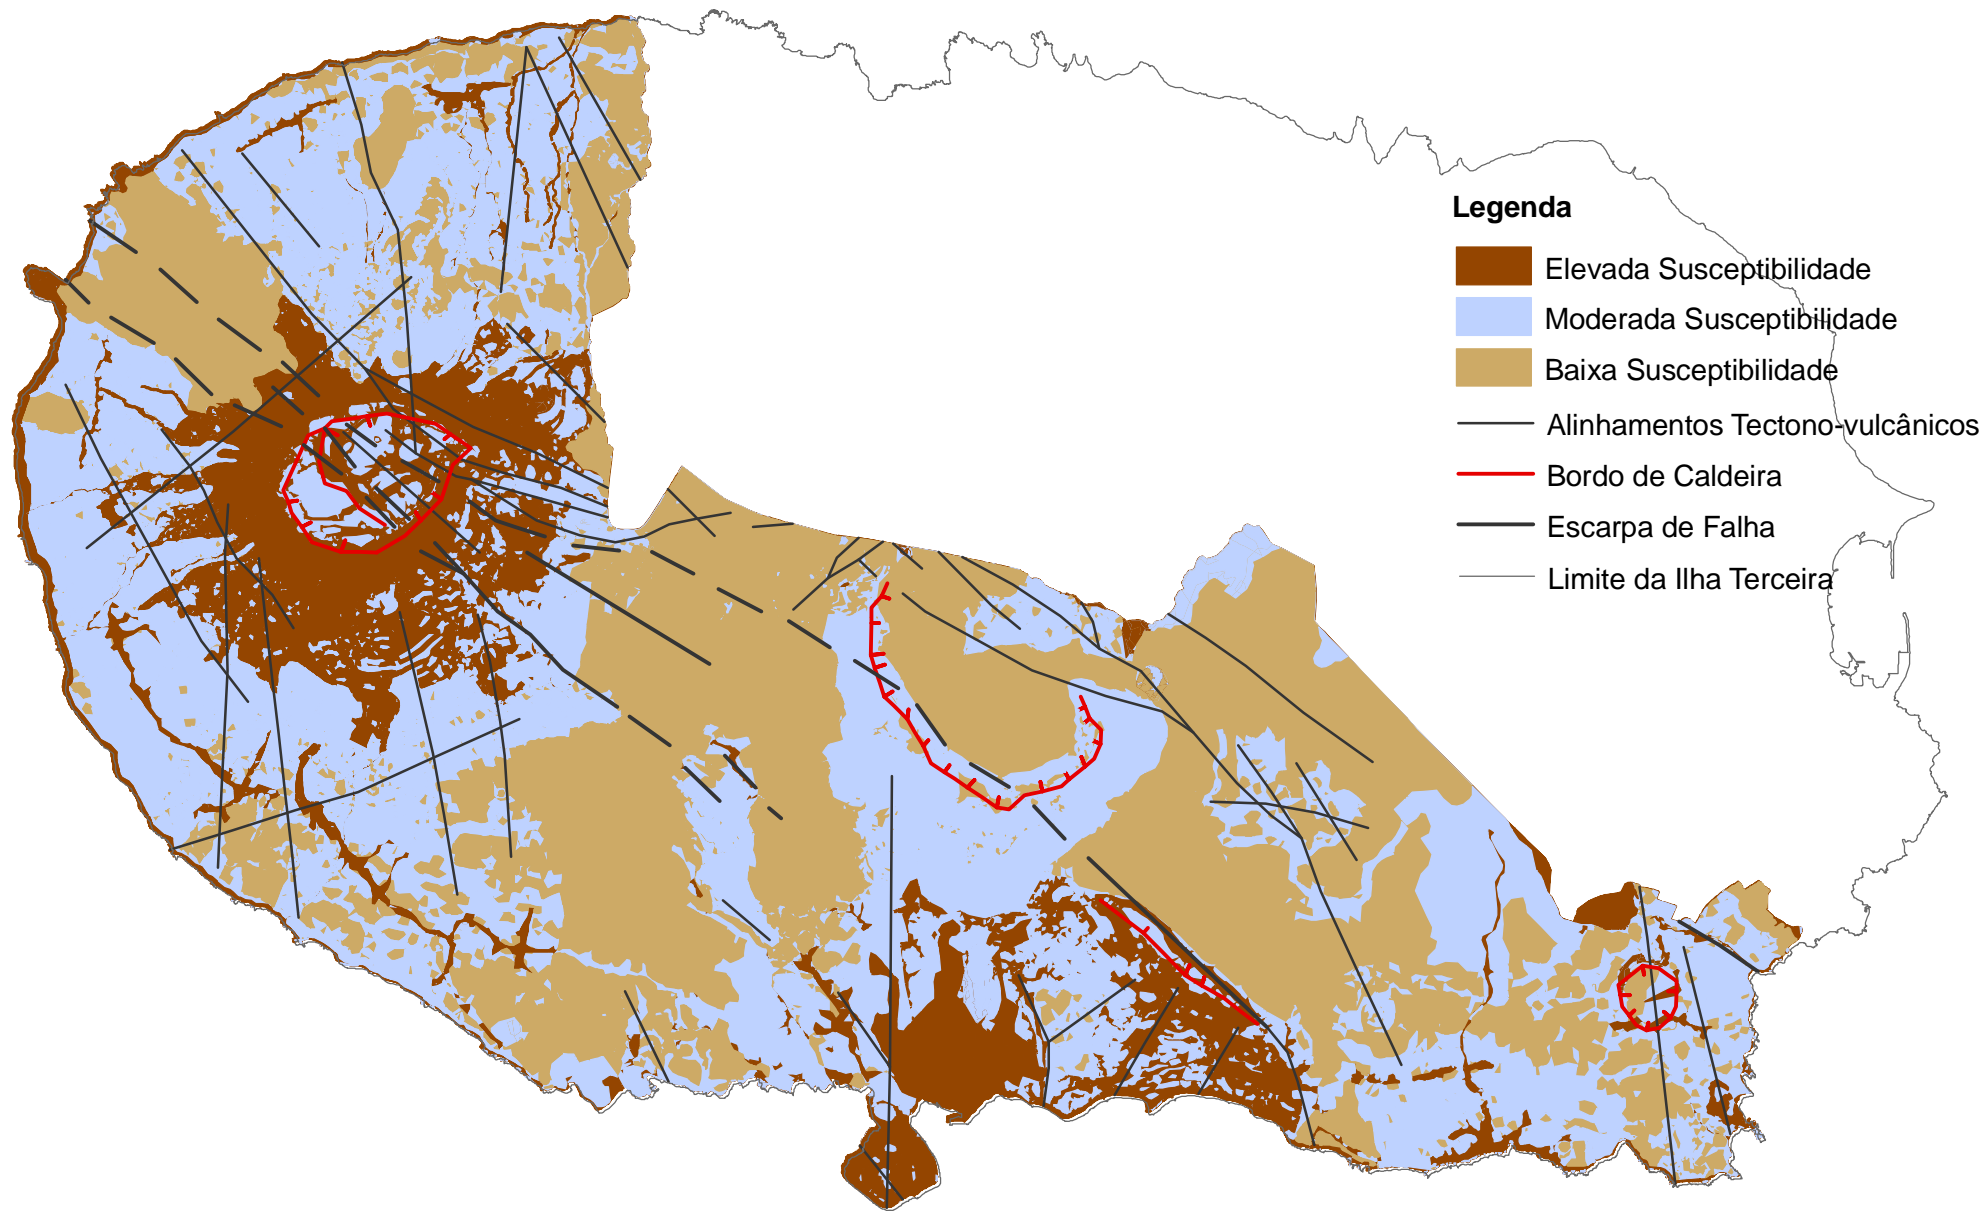 Legenda
Elevada Susceptibilidade
Moderada Susceptibilidade
Baixa Susceptibilidade
Alinhamentos Tectono-vulcânicos
Bordo de Caldeira
Escarpa de Falha
Limite da Ilha Terceira